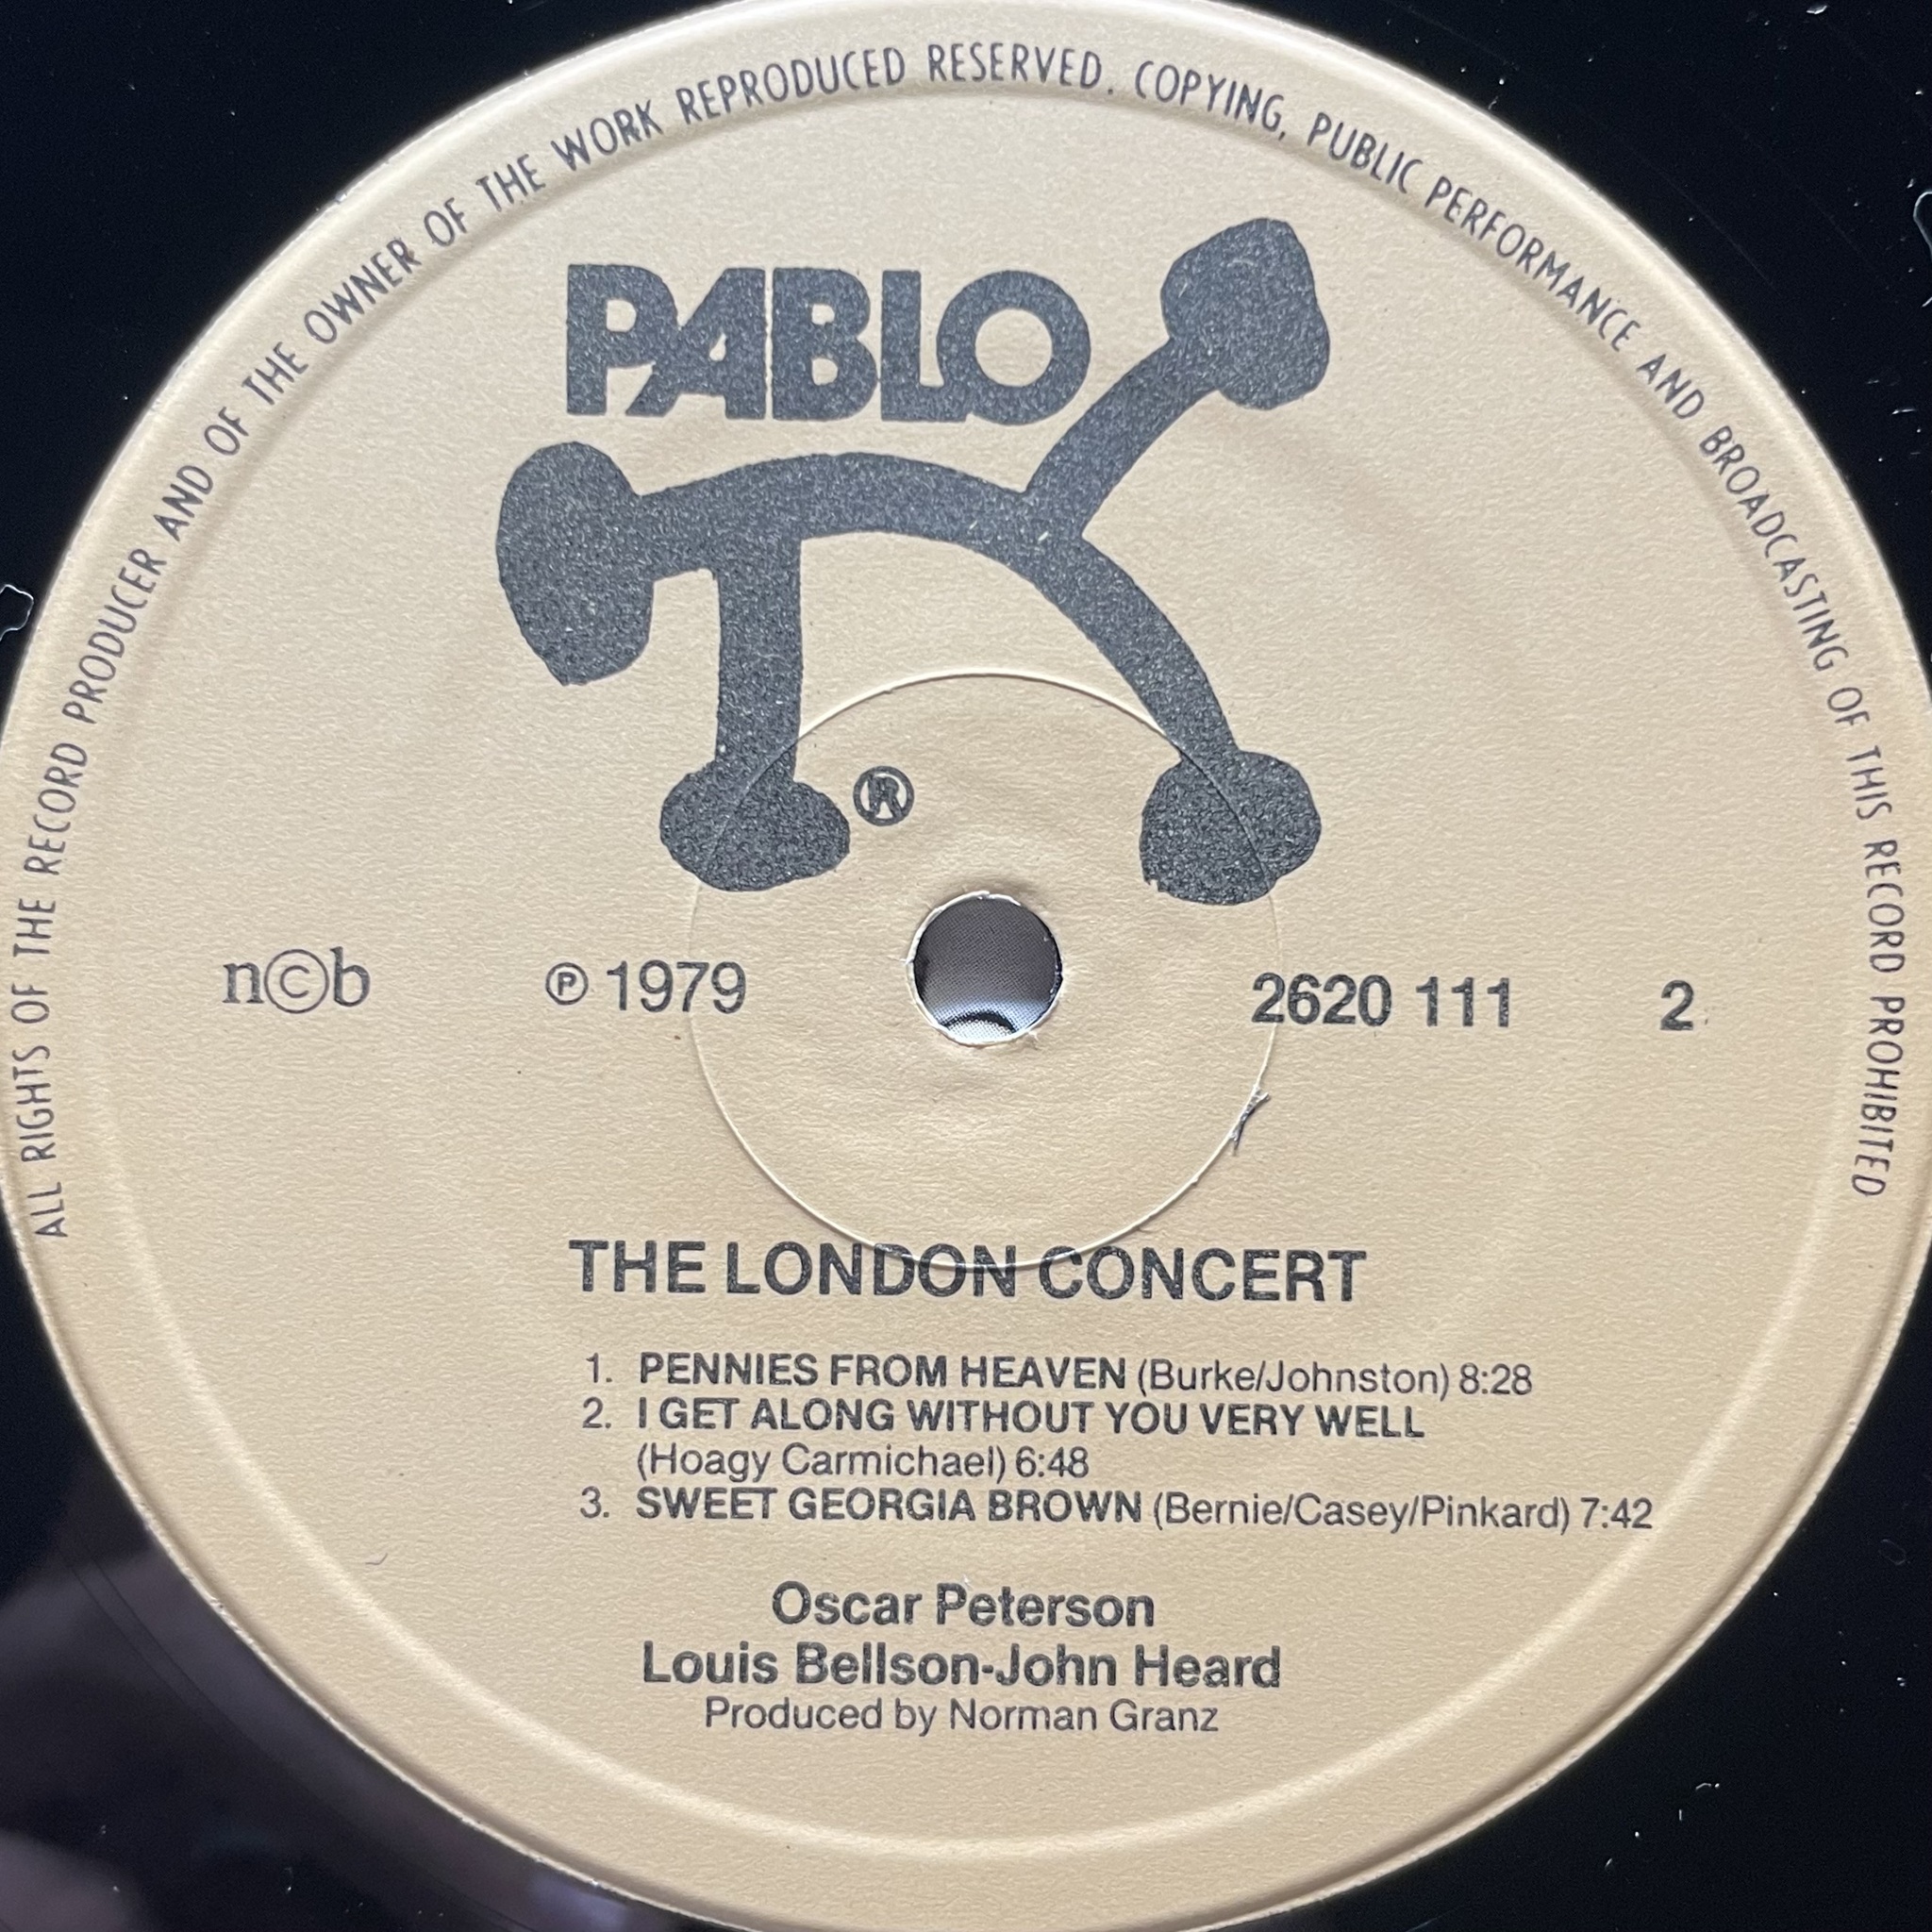 ALL RIGHTS OF THE RECORD PRODUCER AND OF THE OWNER OF THE WORK REPRODUCED RESERVED. COPYING, PUBLIC PERFORMANCE AND BROADCASTING OF THIS RECORD PROHIBITED
PABLO
®
n©b ℗ 1979 2620 111 2
THE LONDON CONCERT
1. PENNIES FROM HEAVEN (Burke/Johnston) 8:28
2. I GET ALONG WITHOUT YOU VERY WELL
(Hoagy Carmichael) 6:48
3. SWEET GEORGIA BROWN (Bernie/Casey/Pinkard) 7:42
Oscar Peterson
Louis Bellson-John Heard
Produced by Norman Granz